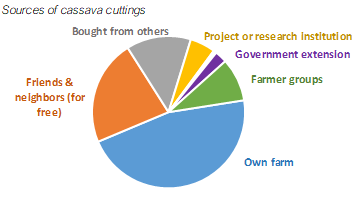 Sources of cassava cuttings
Bought from others
Project or research institution
Government extension
Farmer groups
Friends &
neighbors (for
free)
Own farm